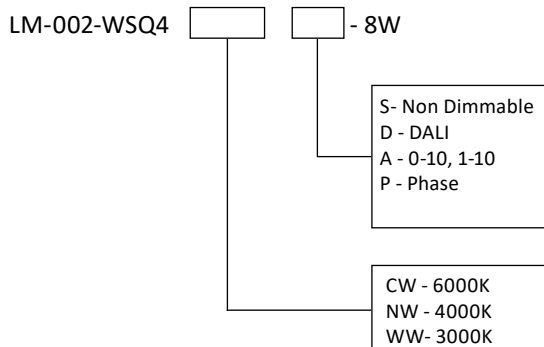 LM-002-WSQ4 - 8W
S- Non Dimmable
D - DALI
A - 0-10, 1-10
P - Phase
CW - 6000K
NW - 4000K
WW- 3000K